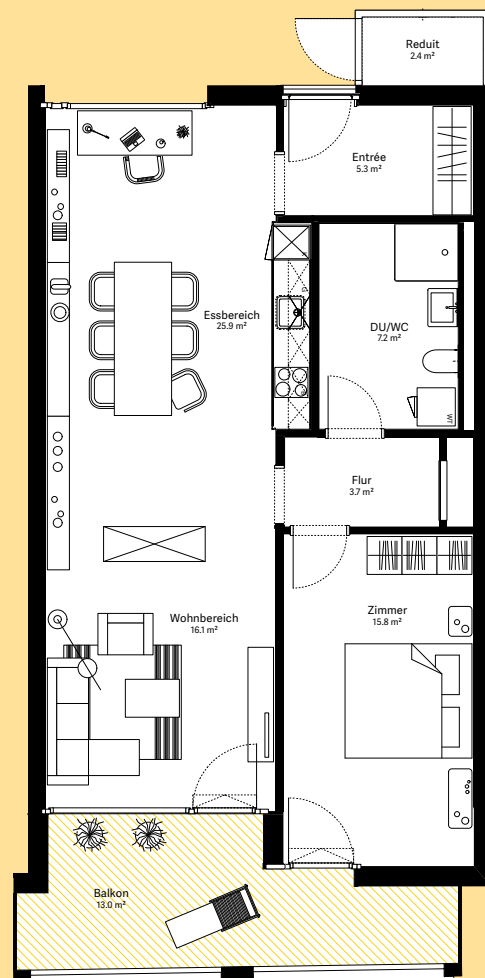 Reduit
2.4 m²
Entrée
5.3 m²
Essbereich
25.9 m²
DU/WC
7.2 m²
WT
Flur
3.7 m²
Wohnbereich
16.1 m²
Zimmer
15.8 m²
Balkon
13.0 m²